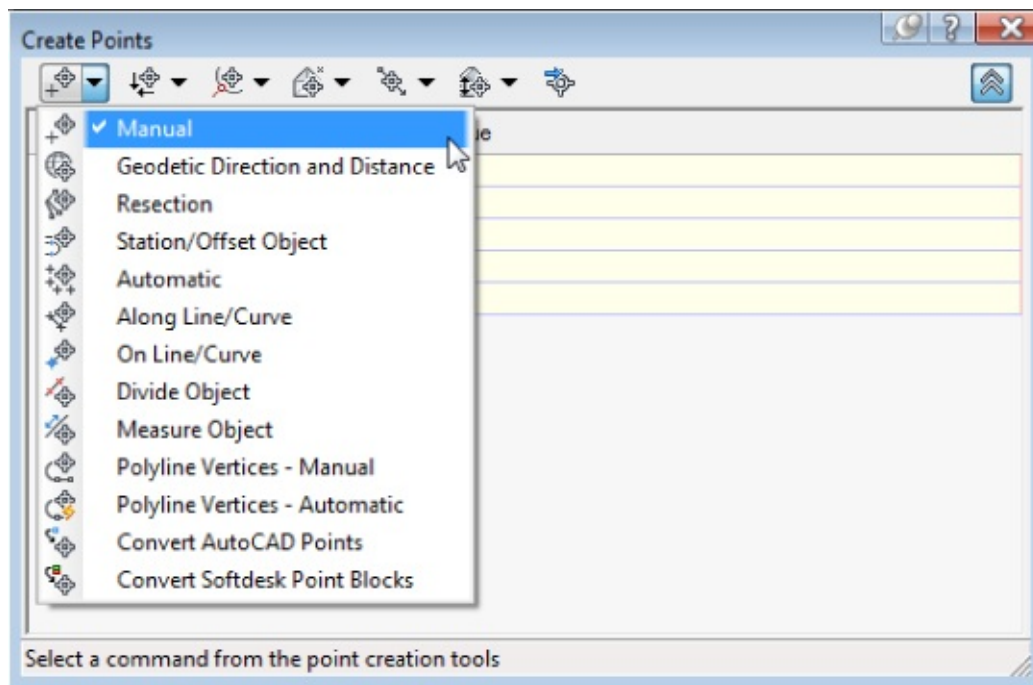 Create Points
Manual
Geodetic Direction and Distance
Resection
Station/Offset Object
Automatic
Along Line/Curve
On Line/Curve
Divide Object
Measure Object
Polyline Vertices - Manual
Polyline Vertices - Automatic
Convert AutoCAD Points
Convert Softdesk Point Blocks
Select a command from the point creation tools